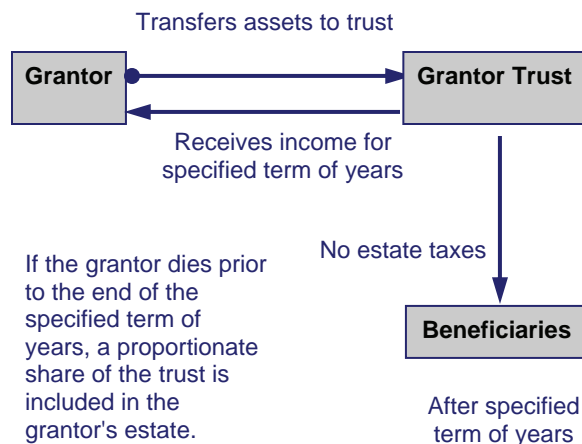 Transfers assets to trust
Grantor
Grantor Trust
Receives income for
specified term of years
No estate taxes
If the grantor dies prior
to the end of the
specified term of
years, a proportionate
share of the trust is
included in the
grantor's estate.
Beneficiaries
After specified
term of years